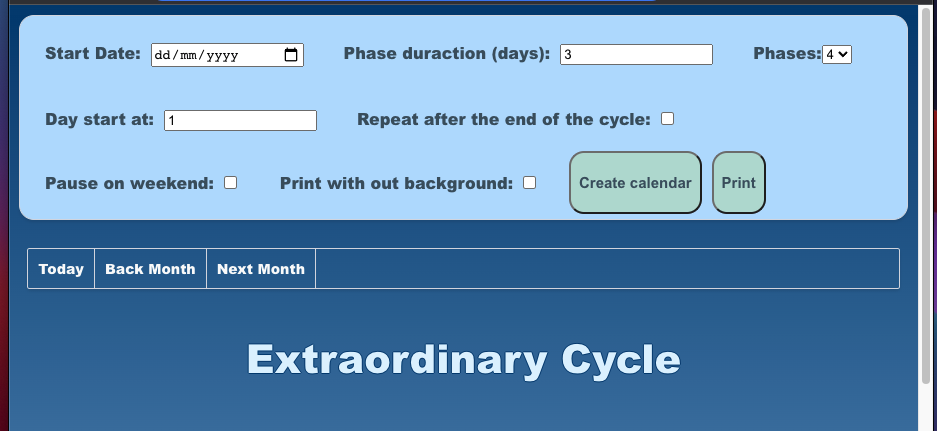 Start Date: dd/mm/yyyy Phase duraction (days): 3 Phases: 4
Day start at: 1 Repeat after the end of the cycle:
Pause on weekend: Print with out background: Create calendar Print
Today Back Month Next Month
Extraordinary Cycle